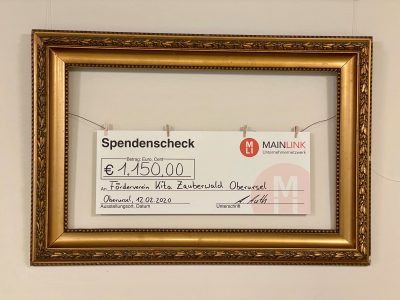 Spendenscheck
MLI MAINLINK
Unternehmernetzwerk
Betrag: Euro, Cent
€ 1.150,00
An: Förderverein Kita Zauberwald Oberursel
Oberursel, 12.02.2020
Ausstellungsort, Datum Unterschrift
M